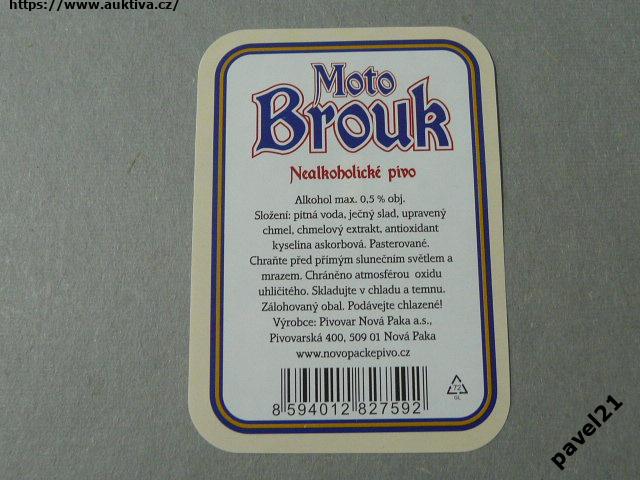 https://www.auktiva.cz/
Moto
Brouk
Nealkoholické pivo
Alkohol max. 0,5 % obj.
Složení: pitná voda, ječný slad, upravený
chmel, chmelový extrakt, antioxidant
kyselina askorbová. Pasterované.
Chraňte před přímým slunečním světlem a
mrazem. Chráněno atmosférou oxidu
uhličitého. Skladujte v chladu a temnu.
Zálohovaný obal. Podávejte chlazené!
Výrobce: Pivovar Nová Paka a.s.,
Pivovarská 400, 509 01 Nová Paka
www.novopackepivo.cz
8 594012 827592
72
GL
pavel21